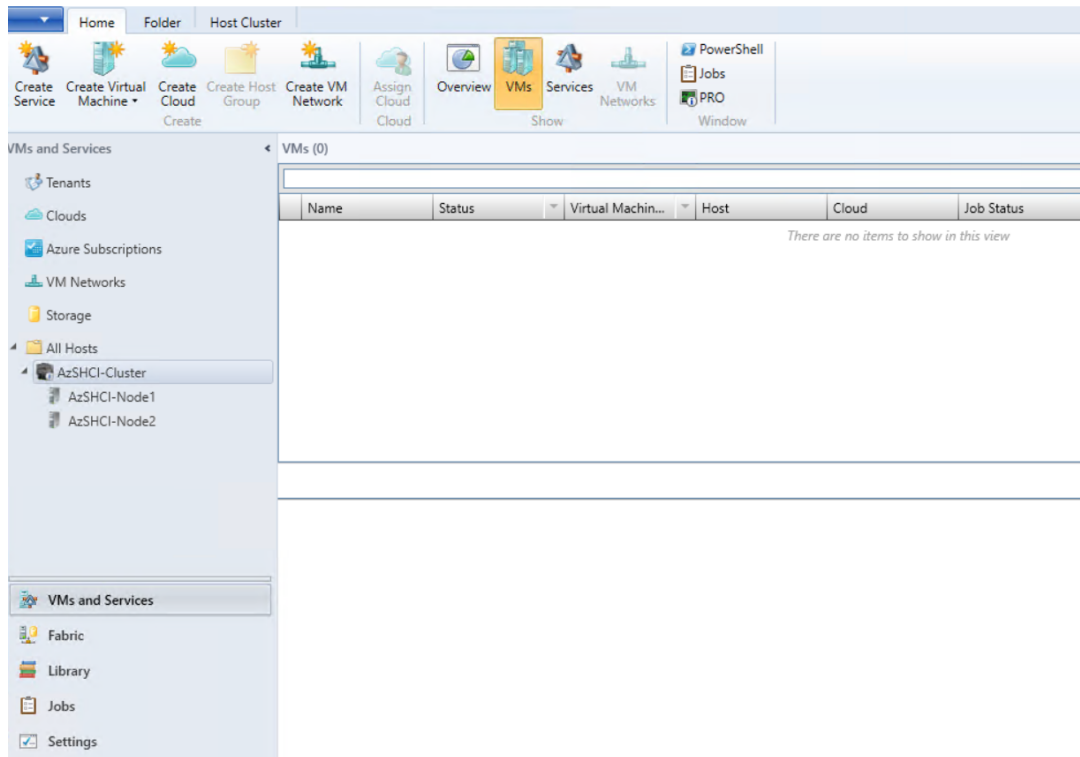 Home Folder Host Cluster
Create Service
Create Virtual Machine
Create Cloud
Create Host Group
Create VM Network
Create
Assign Cloud
Cloud
Overview
VMs
Services
VM Networks
Show
PowerShell
Jobs
PRO
Window
VMs and Services
Tenants
Clouds
Azure Subscriptions
VM Networks
Storage
All Hosts
AzSHCI-Cluster
AzSHCI-Node1
AzSHCI-Node2
VMs and Services
Fabric
Library
Jobs
Settings
VMs (0)
Name Status Virtual Machin... Host Cloud Job Status
There are no items to show in this view